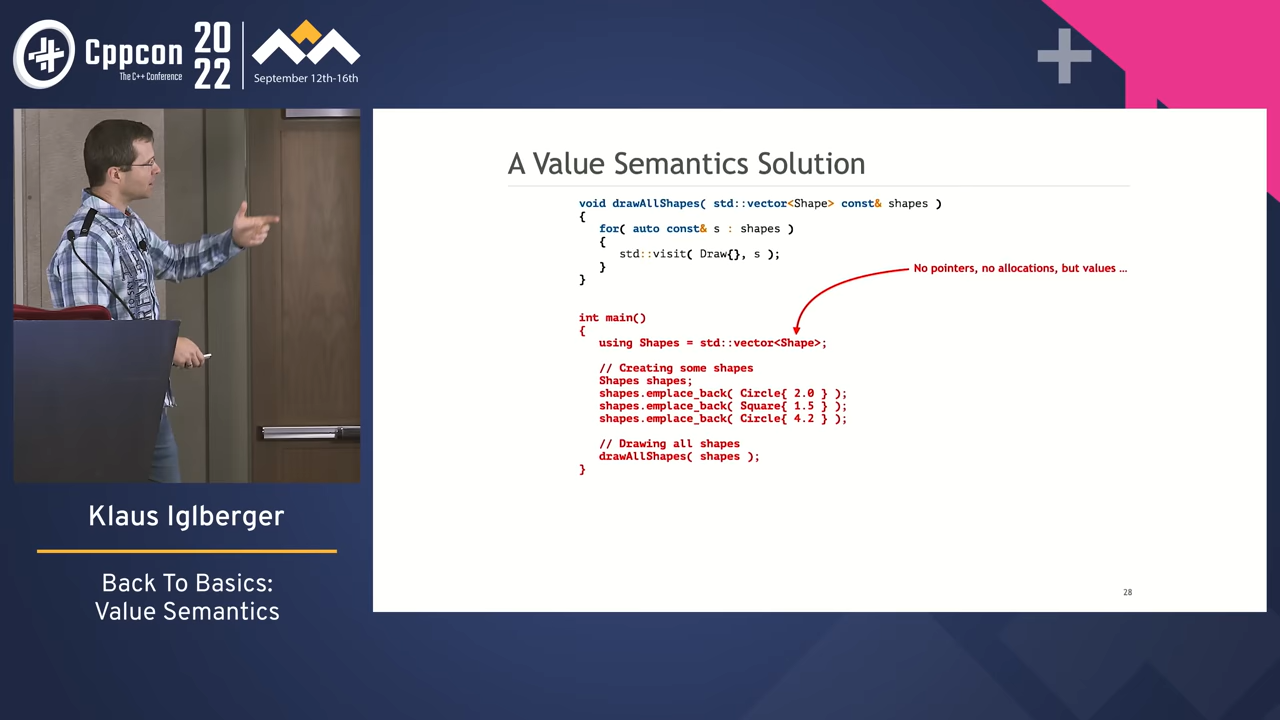 Cppcon
The C++ Conference
20
22
September 12th-16th
A Value Semantics Solution
void drawAllShapes( std::vector<Shape> const& shapes )
{
for( auto const& s : shapes )
{
std::visit( Draw{}, s );
}
}
No pointers, no allocations, but values …
int main()
{
using Shapes = std::vector<Shape>;
// Creating some shapes
Shapes shapes;
shapes.emplace_back( Circle{ 2.0 } );
shapes.emplace_back( Square{ 1.5 } );
shapes.emplace_back( Circle{ 4.2 } );
// Drawing all shapes
drawAllShapes( shapes );
}
28
Klaus Iglberger
Back To Basics:
Value Semantics